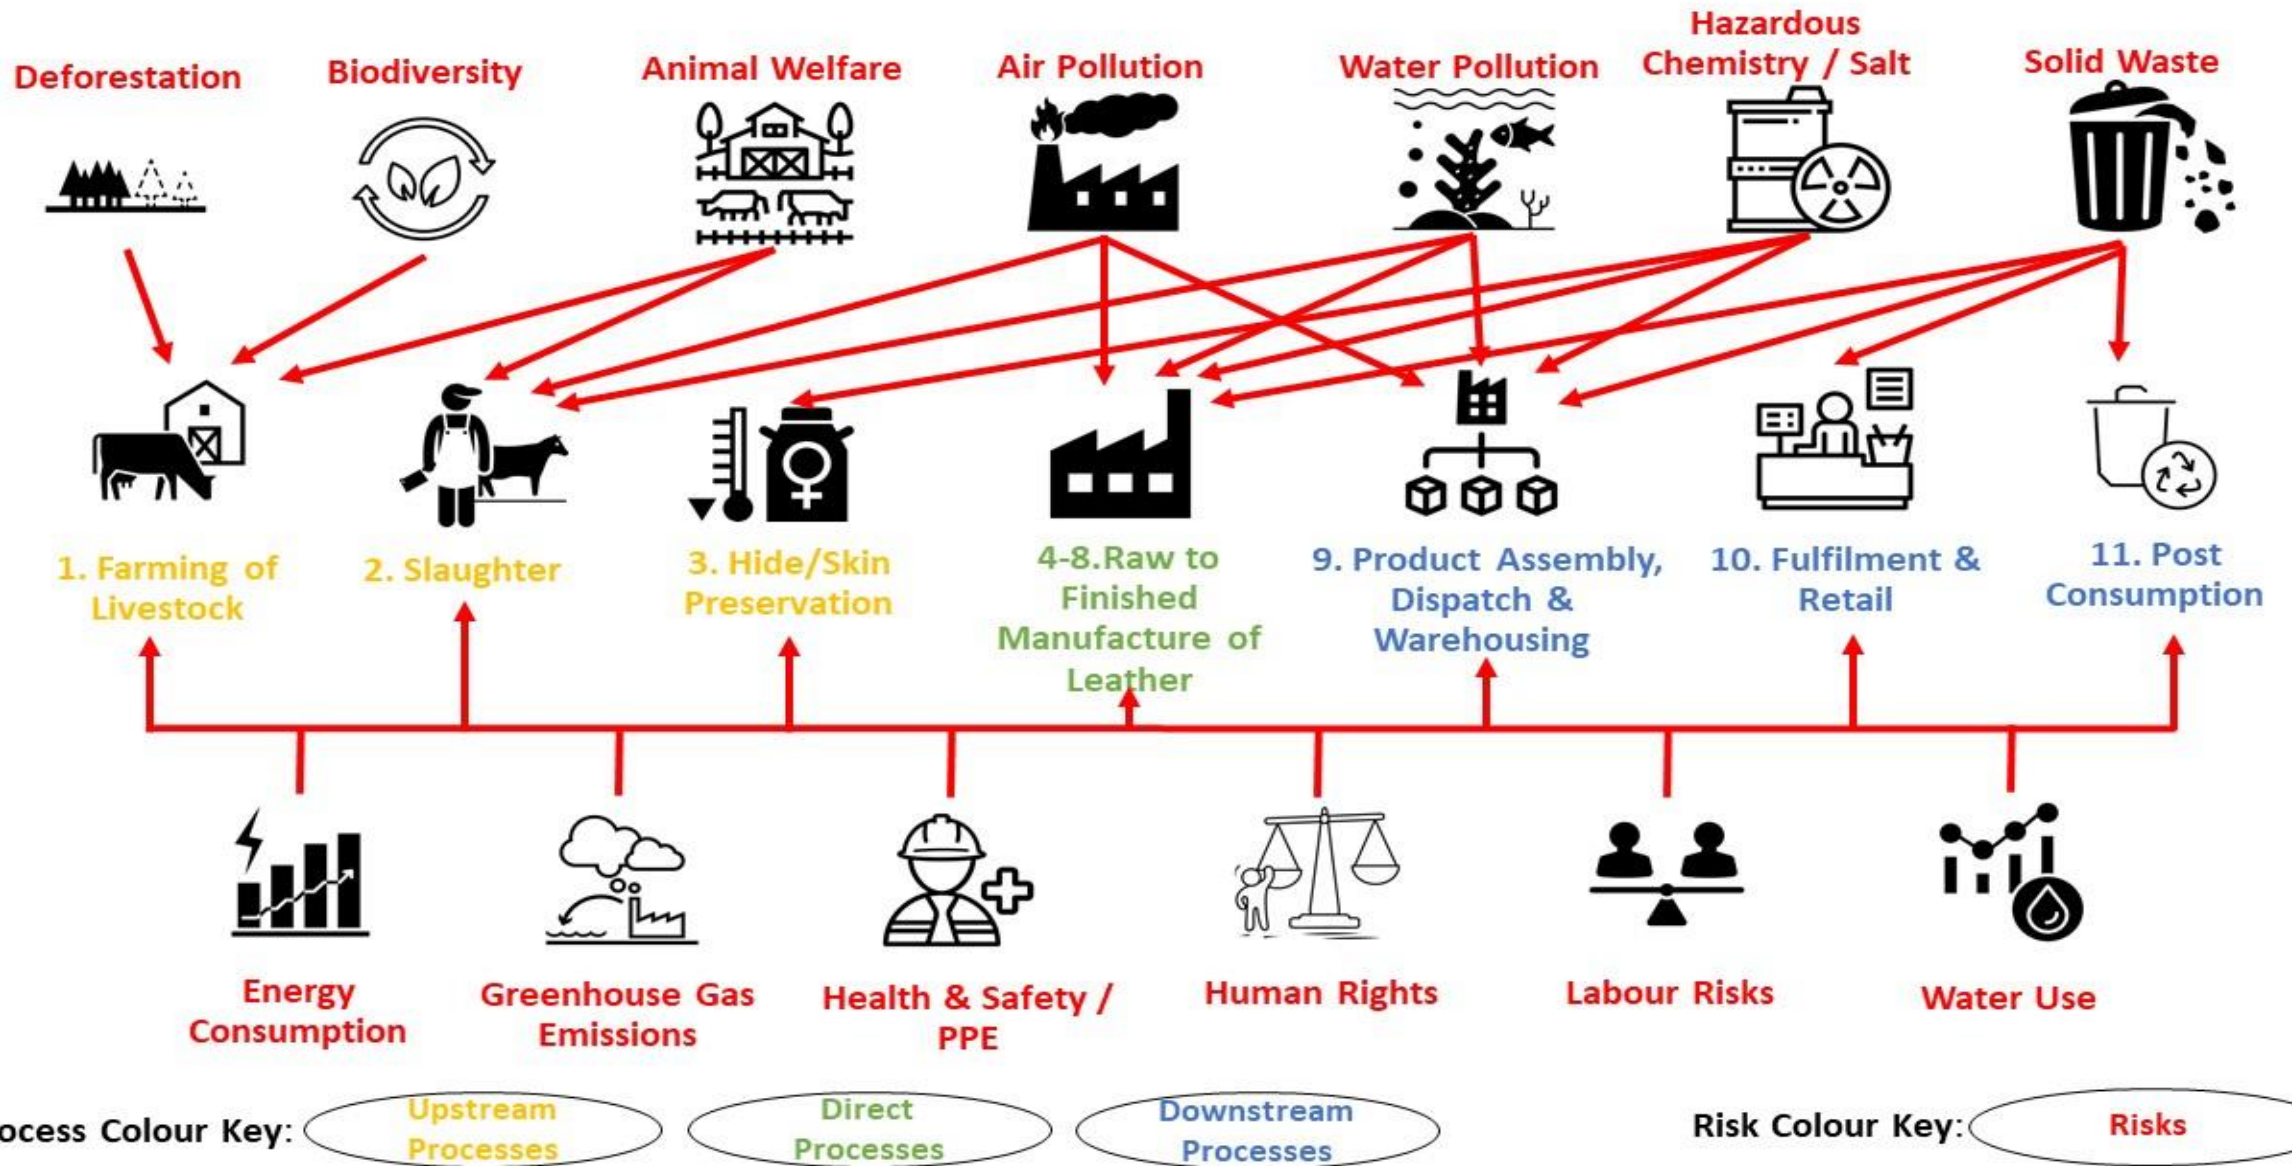 Deforestation
Biodiversity
Animal Welfare
Air Pollution
Water Pollution
Hazardous
Chemistry / Salt
Solid Waste
1. Farming of
Livestock
2. Slaughter
3. Hide/Skin
Preservation
4-8.Raw to
Finished
Manufacture of
Leather
9. Product Assembly,
Dispatch &
Warehousing
10. Fulfilment &
Retail
11. Post
Consumption
Energy
Consumption
Greenhouse Gas
Emissions
Health & Safety /
PPE
Human Rights
Labour Risks
Water Use
ocess Colour Key:
Upstream
Processes
Direct
Processes
Downstream
Processes
Risk Colour Key:
Risks